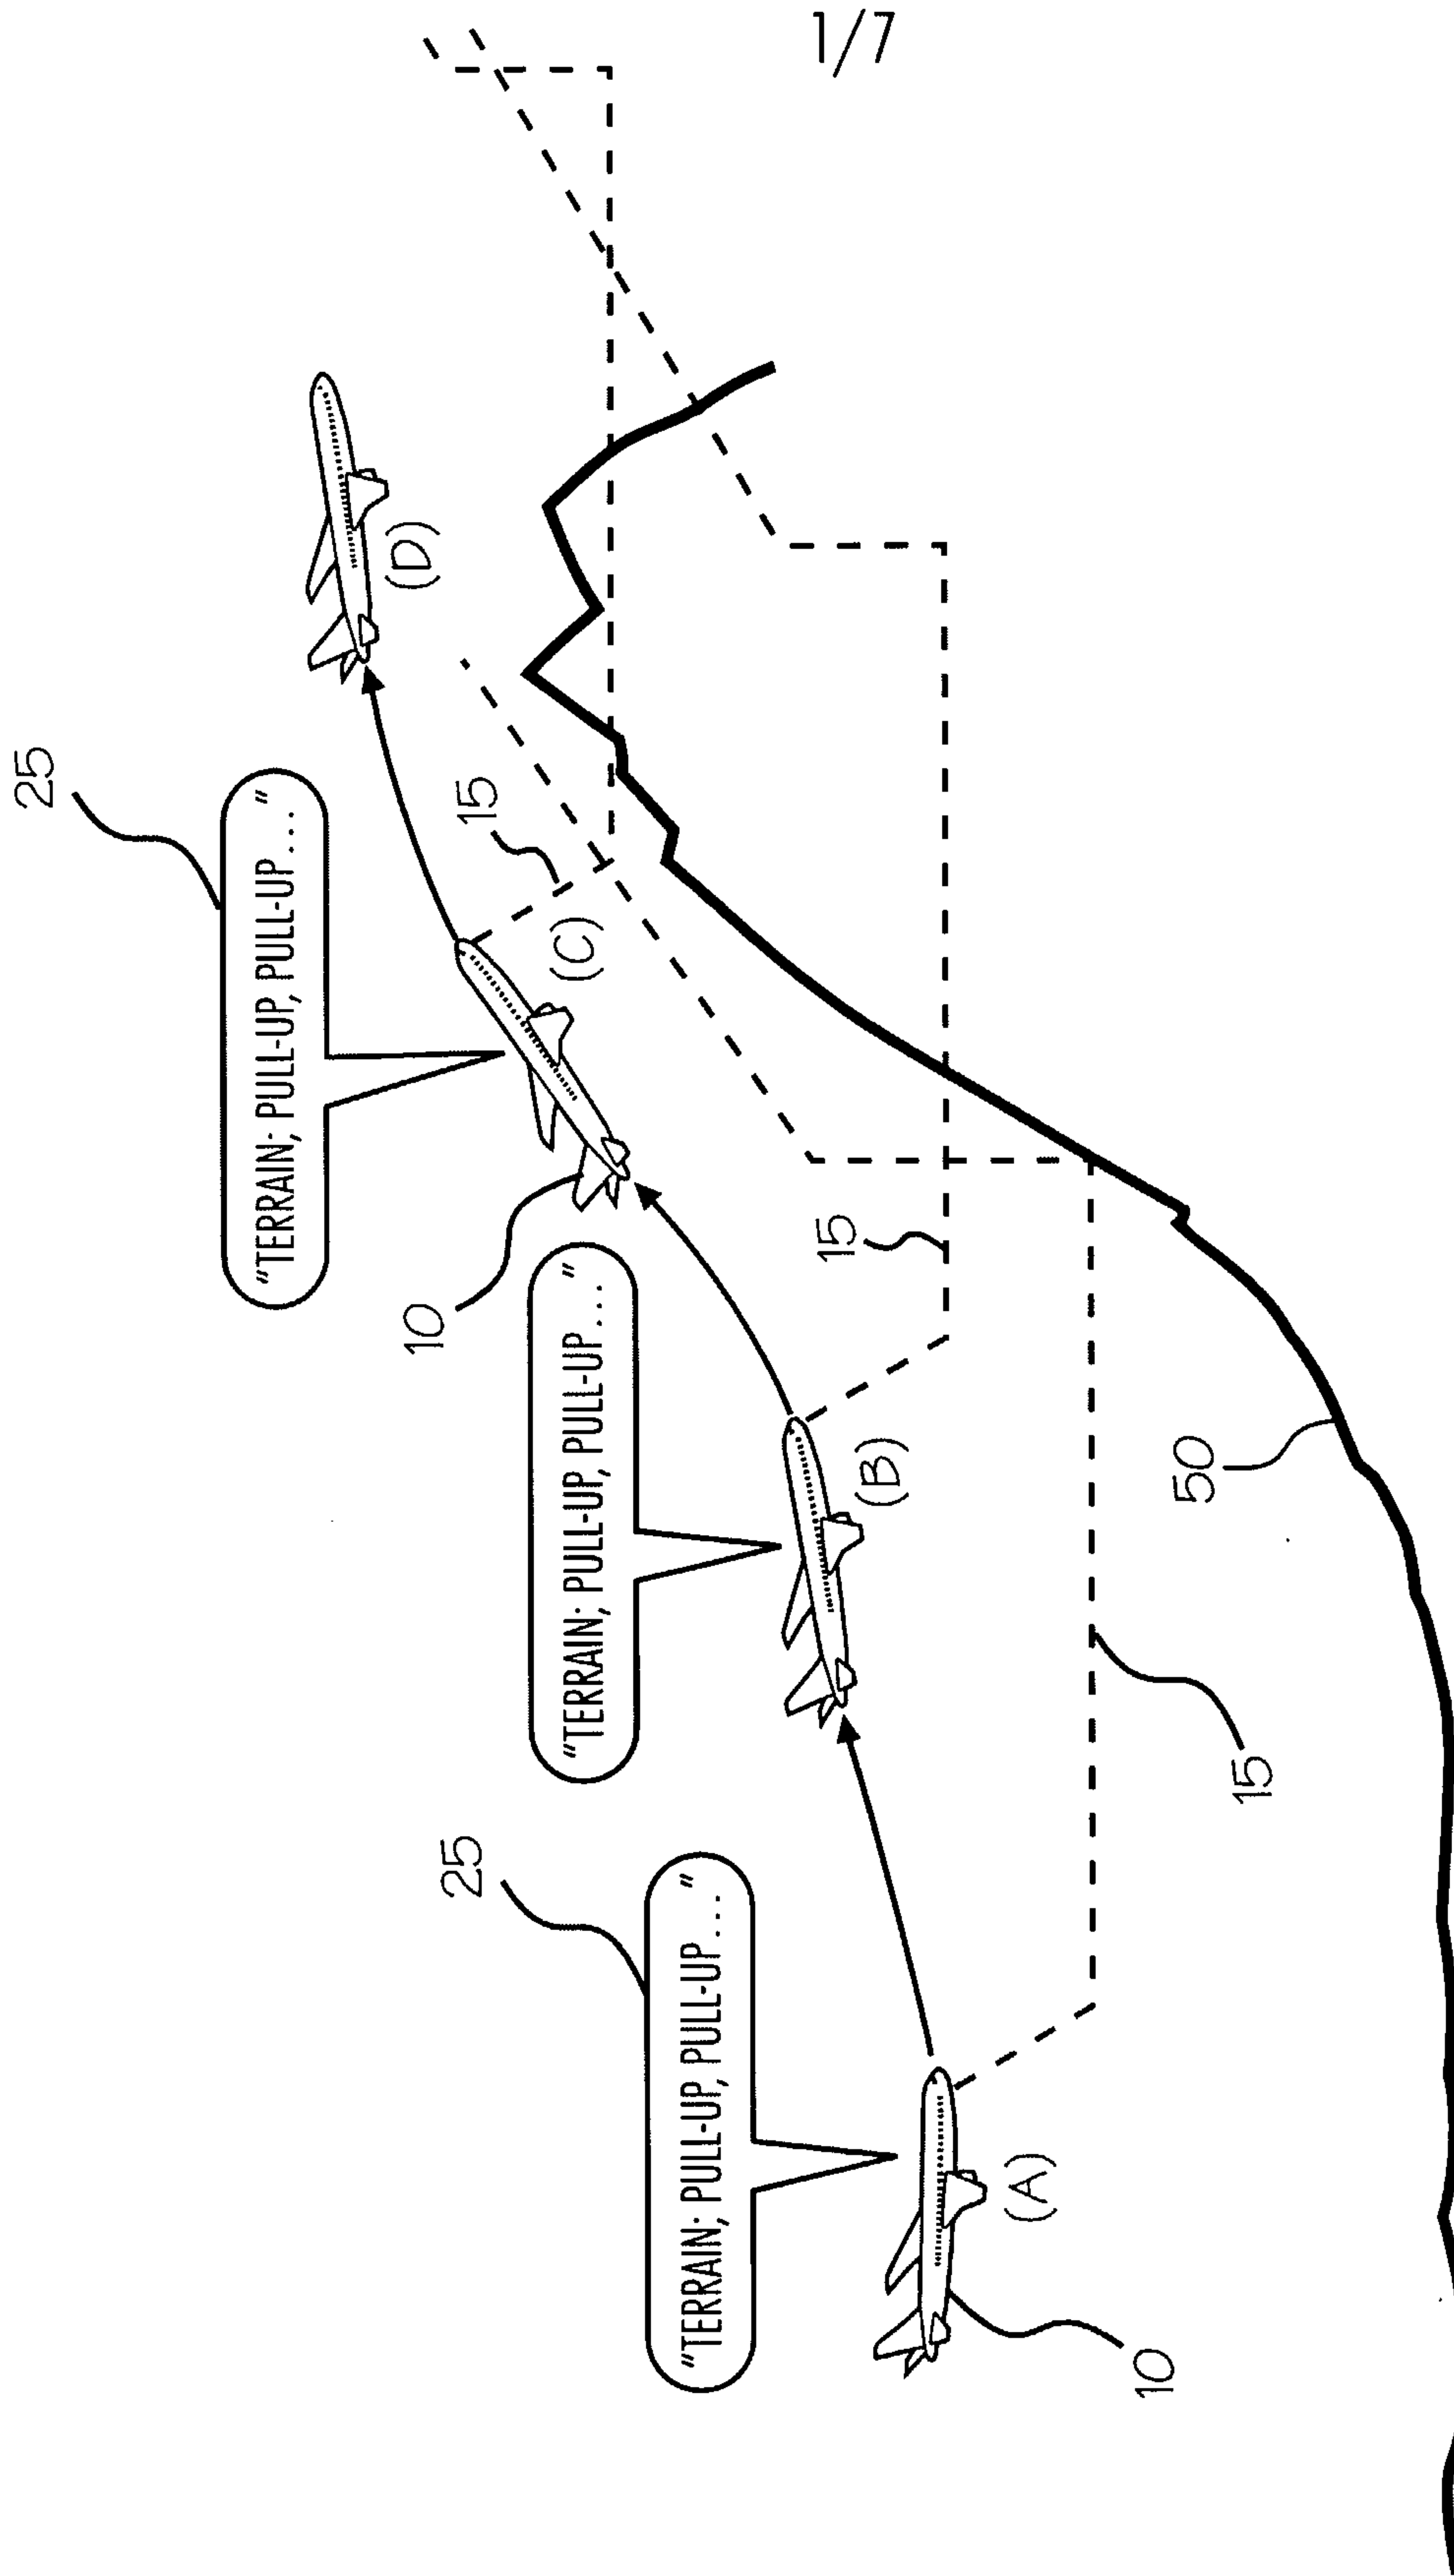 1/7
25
"TERRAIN; PULL-UP, PULL-UP...."
(D)
15
(C)
10
"TERRAIN; PULL-UP, PULL-UP...."
15
(B)
25
"TERRAIN; PULL-UP, PULL-UP...."
50
15
(A)
10